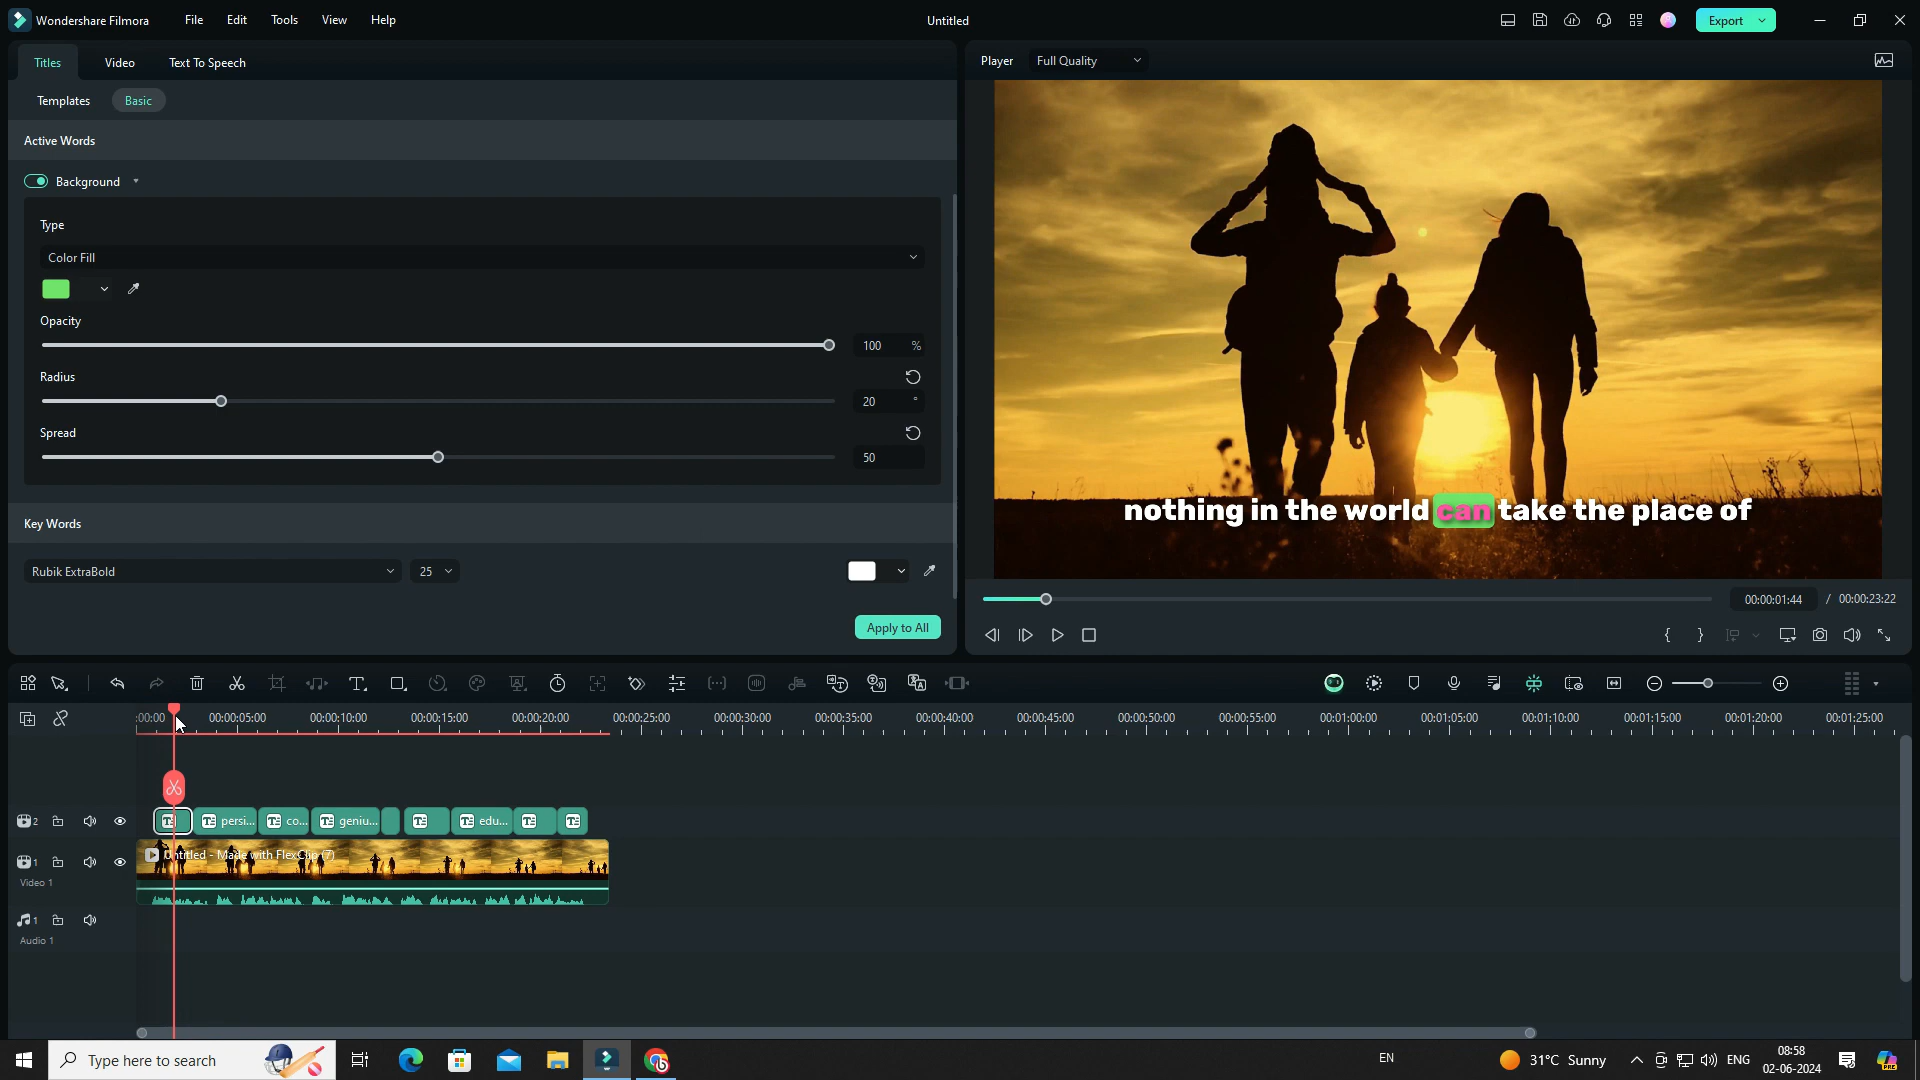 Wondershare Filmora File Edit Tools View Help Untitled Export
Titles Video Text To Speech
Player Full Quality
Templates Basic
Active Words
Background
Type
Color Fill
Opacity
100 %
Radius
20 °
Spread
50
Key Words
Rubik ExtraBold 25
Apply to All
nothing in the world can take the place of
00:00:01:44 / 00:00:23:22
:00:00 00:00:05:00 00:00:10:00 00:00:15:00 00:00:20:00 00:00:25:00 00:00:30:00 00:00:35:00 00:00:40:00 00:00:45:00 00:00:50:00 00:00:55:00 00:01:00:00 00:01:05:00 00:01:10:00 00:01:15:00 00:01:20:00 00:01:25:00
2 persi... co... geniu... edu...
1 Untitled - Made with FlexClip (7)
Video 1
1
Audio 1
Type here to search
EN
31°C Sunny
ENG
08:58
02-06-2024